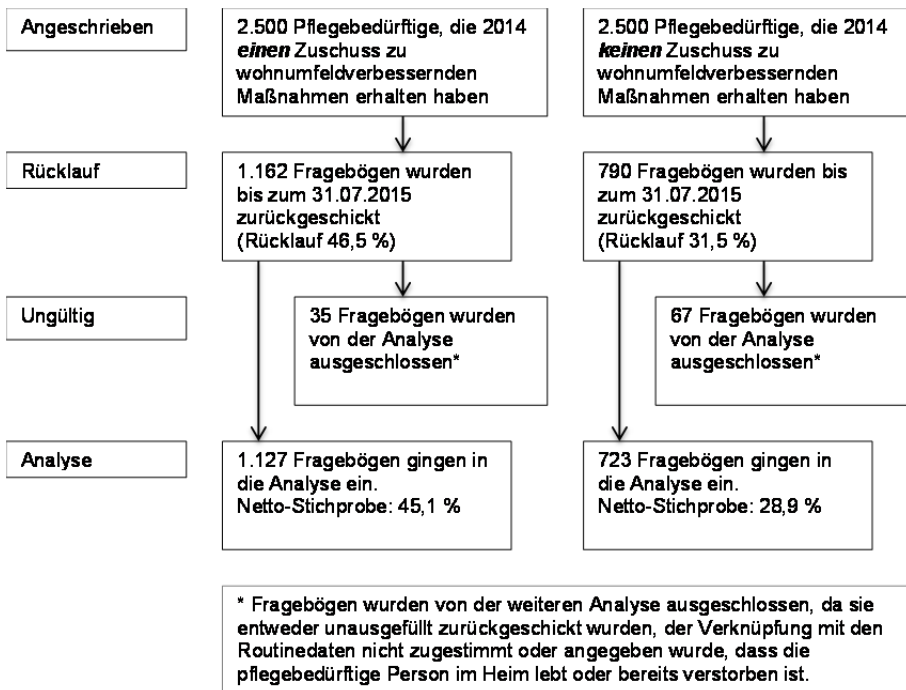 Angeschrieben
2.500 Pflegebedürftige, die 2014
einen Zuschuss zu
wohnumfeldverbessernden
Maßnahmen erhalten haben
2.500 Pflegebedürftige, die 2014
keinen Zuschuss zu
wohnumfeldverbessernden
Maßnahmen erhalten haben
Rücklauf
1.162 Fragebögen wurden
bis zum 31.07.2015
zurückgeschickt
(Rücklauf 46,5 %)
790 Fragebögen wurden bis
zum 31.07.2015
zurückgeschickt
(Rücklauf 31,5 %)
Ungültig
35 Fragebögen wurden
von der Analyse
ausgeschlossen*
67 Fragebögen wurden
von der Analyse
ausgeschlossen*
Analyse
1.127 Fragebögen gingen in
die Analyse ein.
Netto-Stichprobe: 45,1 %
723 Fragebögen gingen in
die Analyse ein.
Netto-Stichprobe: 28,9 %
* Fragebögen wurden von der weiteren Analyse ausgeschlossen, da sie
entweder unausgefüllt zurückgeschickt wurden, der Verknüpfung mit den
Routinedaten nicht zugestimmt oder angegeben wurde, dass die
pflegebedürftige Person im Heim lebt oder bereits verstorben ist.